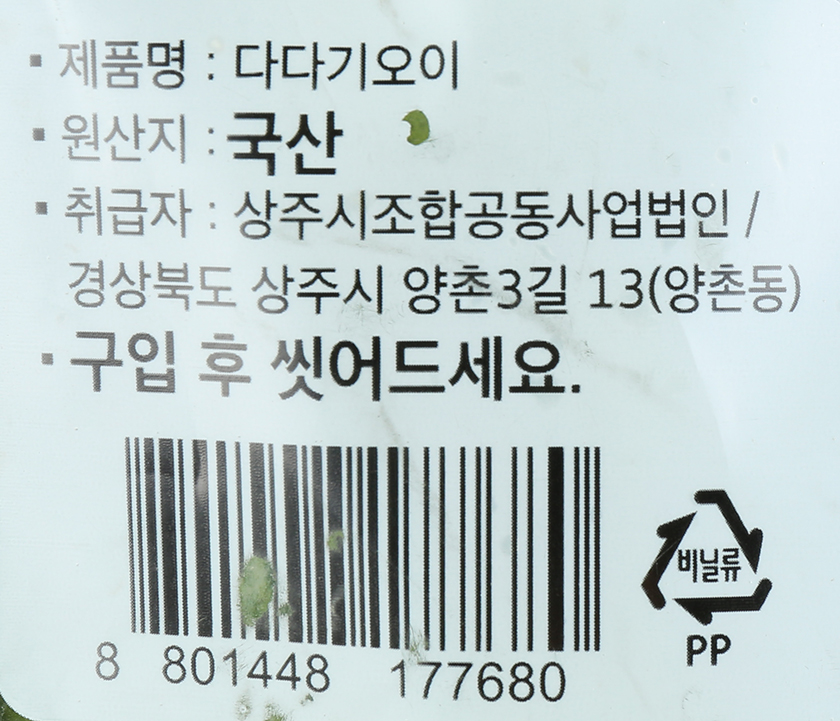 ▪ 제품명 : 다다기오이
▪ 원산지 : 국산
▪ 취급자 : 상주시조합공동사업법인 /
경상북도 상주시 양촌3길 13(양촌동)
▪ 구입 후 씻어드세요.
비닐류
PP
8 801448 177680